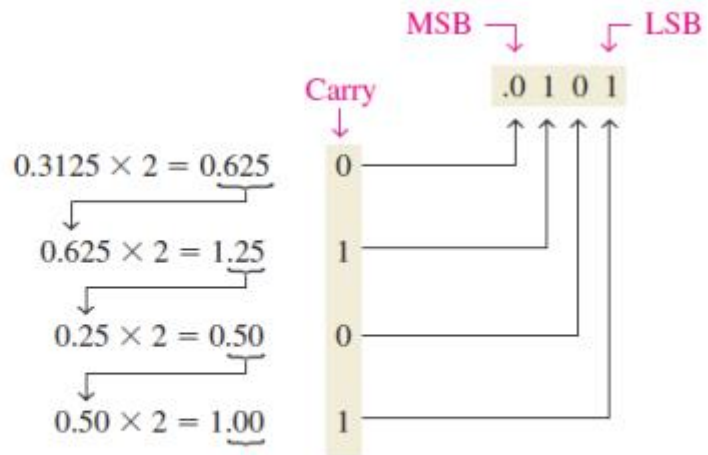 MSB LSB
.0 1 0 1
Carry
0.3125 × 2 = 0.625 0
0.625 × 2 = 1.25 1
0.25 × 2 = 0.50 0
0.50 × 2 = 1.00 1